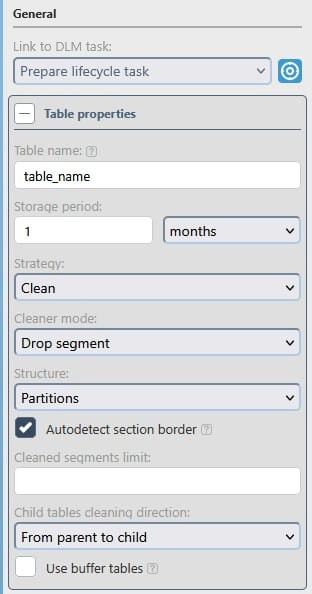 General
Link to DLM task:
Prepare lifecycle task
Table properties
Table name: ?
table_name
Storage period:
1 months
Strategy:
Clean
Cleaner mode:
Drop segment
Structure:
Partitions
Autodetect section border ?
Cleaned segments limit:
Child tables cleaning direction:
From parent to child
Use buffer tables ?